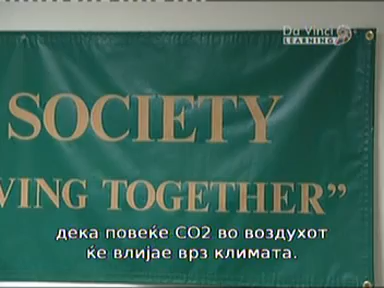 Da Vinci
LEARNING
SOCIETY
VING TOGETHER”
дека повеќе CO2 во воздухот
ќе влијае врз климата.